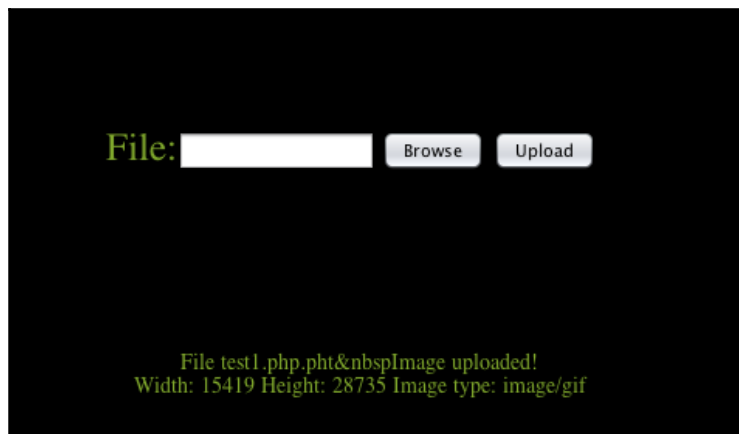 File: Browse Upload
File test1.php.pht&nbspImage uploaded!
Width: 15419 Height: 28735 Image type: image/gif